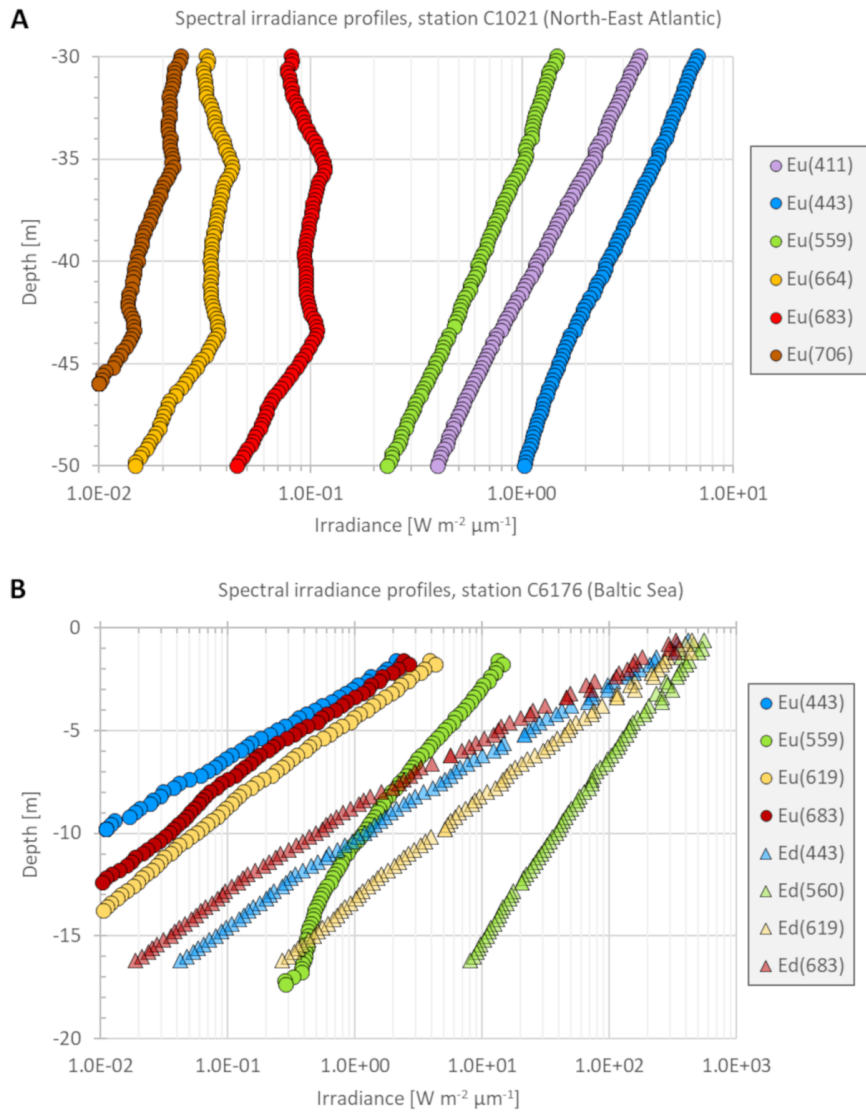 A
Spectral irradiance profiles, station C1021 (North-East Atlantic)
-30
-35
-40
-45
-50
Depth [m]
1.0E-02 1.0E-01 1.0E+00 1.0E+01
Irradiance [W m⁻² µm⁻¹]
Eu(411)
Eu(443)
Eu(559)
Eu(664)
Eu(683)
Eu(706)
B
Spectral irradiance profiles, station C6176 (Baltic Sea)
0
-5
-10
-15
-20
Depth [m]
1.0E-02 1.0E-01 1.0E+00 1.0E+01 1.0E+02 1.0E+03
Irradiance [W m⁻² µm⁻¹]
Eu(443)
Eu(559)
Eu(619)
Eu(683)
Ed(443)
Ed(560)
Ed(619)
Ed(683)